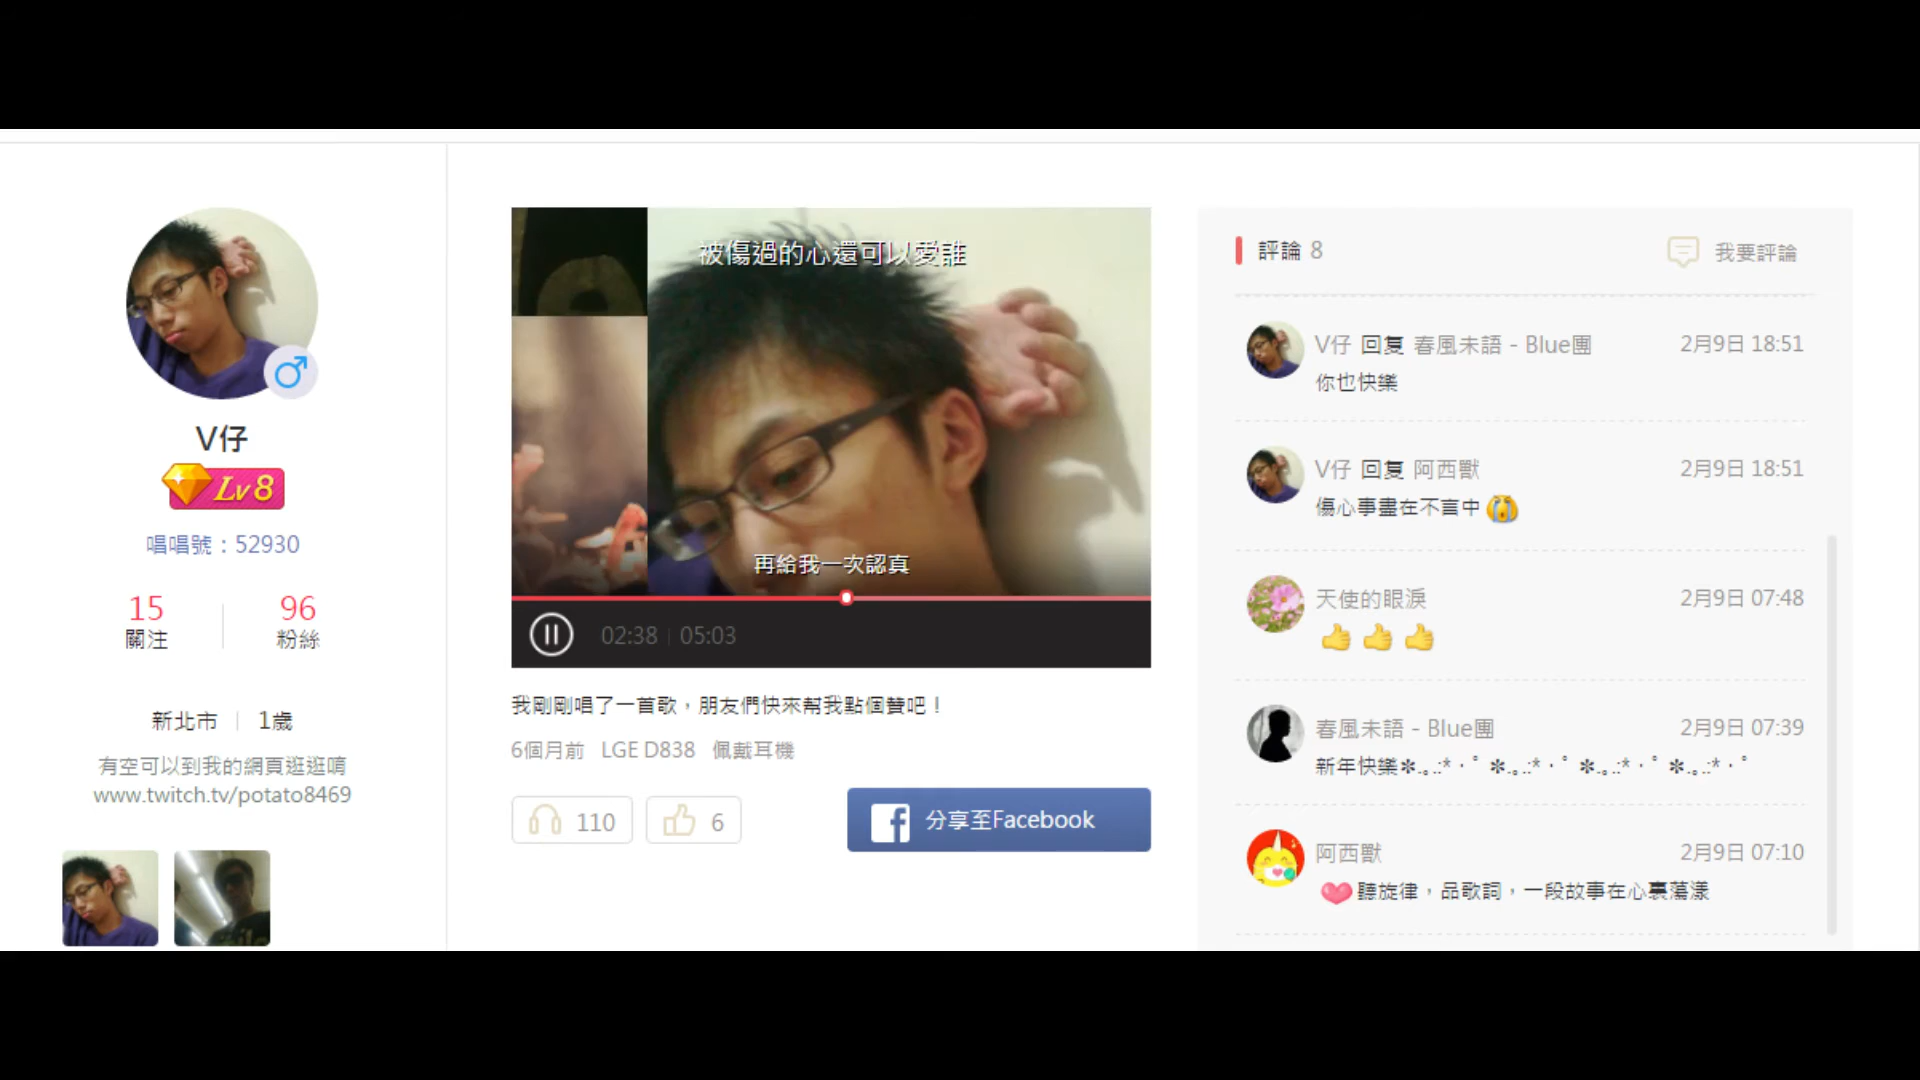 V仔
Lv 8
唱唱號：52930
15
關注
96
粉絲
新北市
1歲
有空可以到我的網頁逛逛唷
www.twitch.tv/potato8469
被傷過的心還可以愛誰
再給我一次認真
02:38 | 05:03
我剛剛唱了一首歌，朋友們快來幫我點個贊吧！
6個月前 LGE D838 佩戴耳機
110
6
分享至Facebook
評論 8
我要評論
V仔 回复 春風未語 - Blue團 2月9日 18:51
你也快樂
V仔 回复 阿西獸 2月9日 18:51
傷心事盡在不言中
天使的眼淚 2月9日 07:48
春風未語 - Blue團 2月9日 07:39
新年快樂✼.｡.:*・ﾟ ✼.｡.:*・ﾟ ✼.｡.:*・ﾟ ✼.｡.:*・ﾟ
阿西獸 2月9日 07:10
聽旋律，品歌詞，一段故事在心裏蕩漾